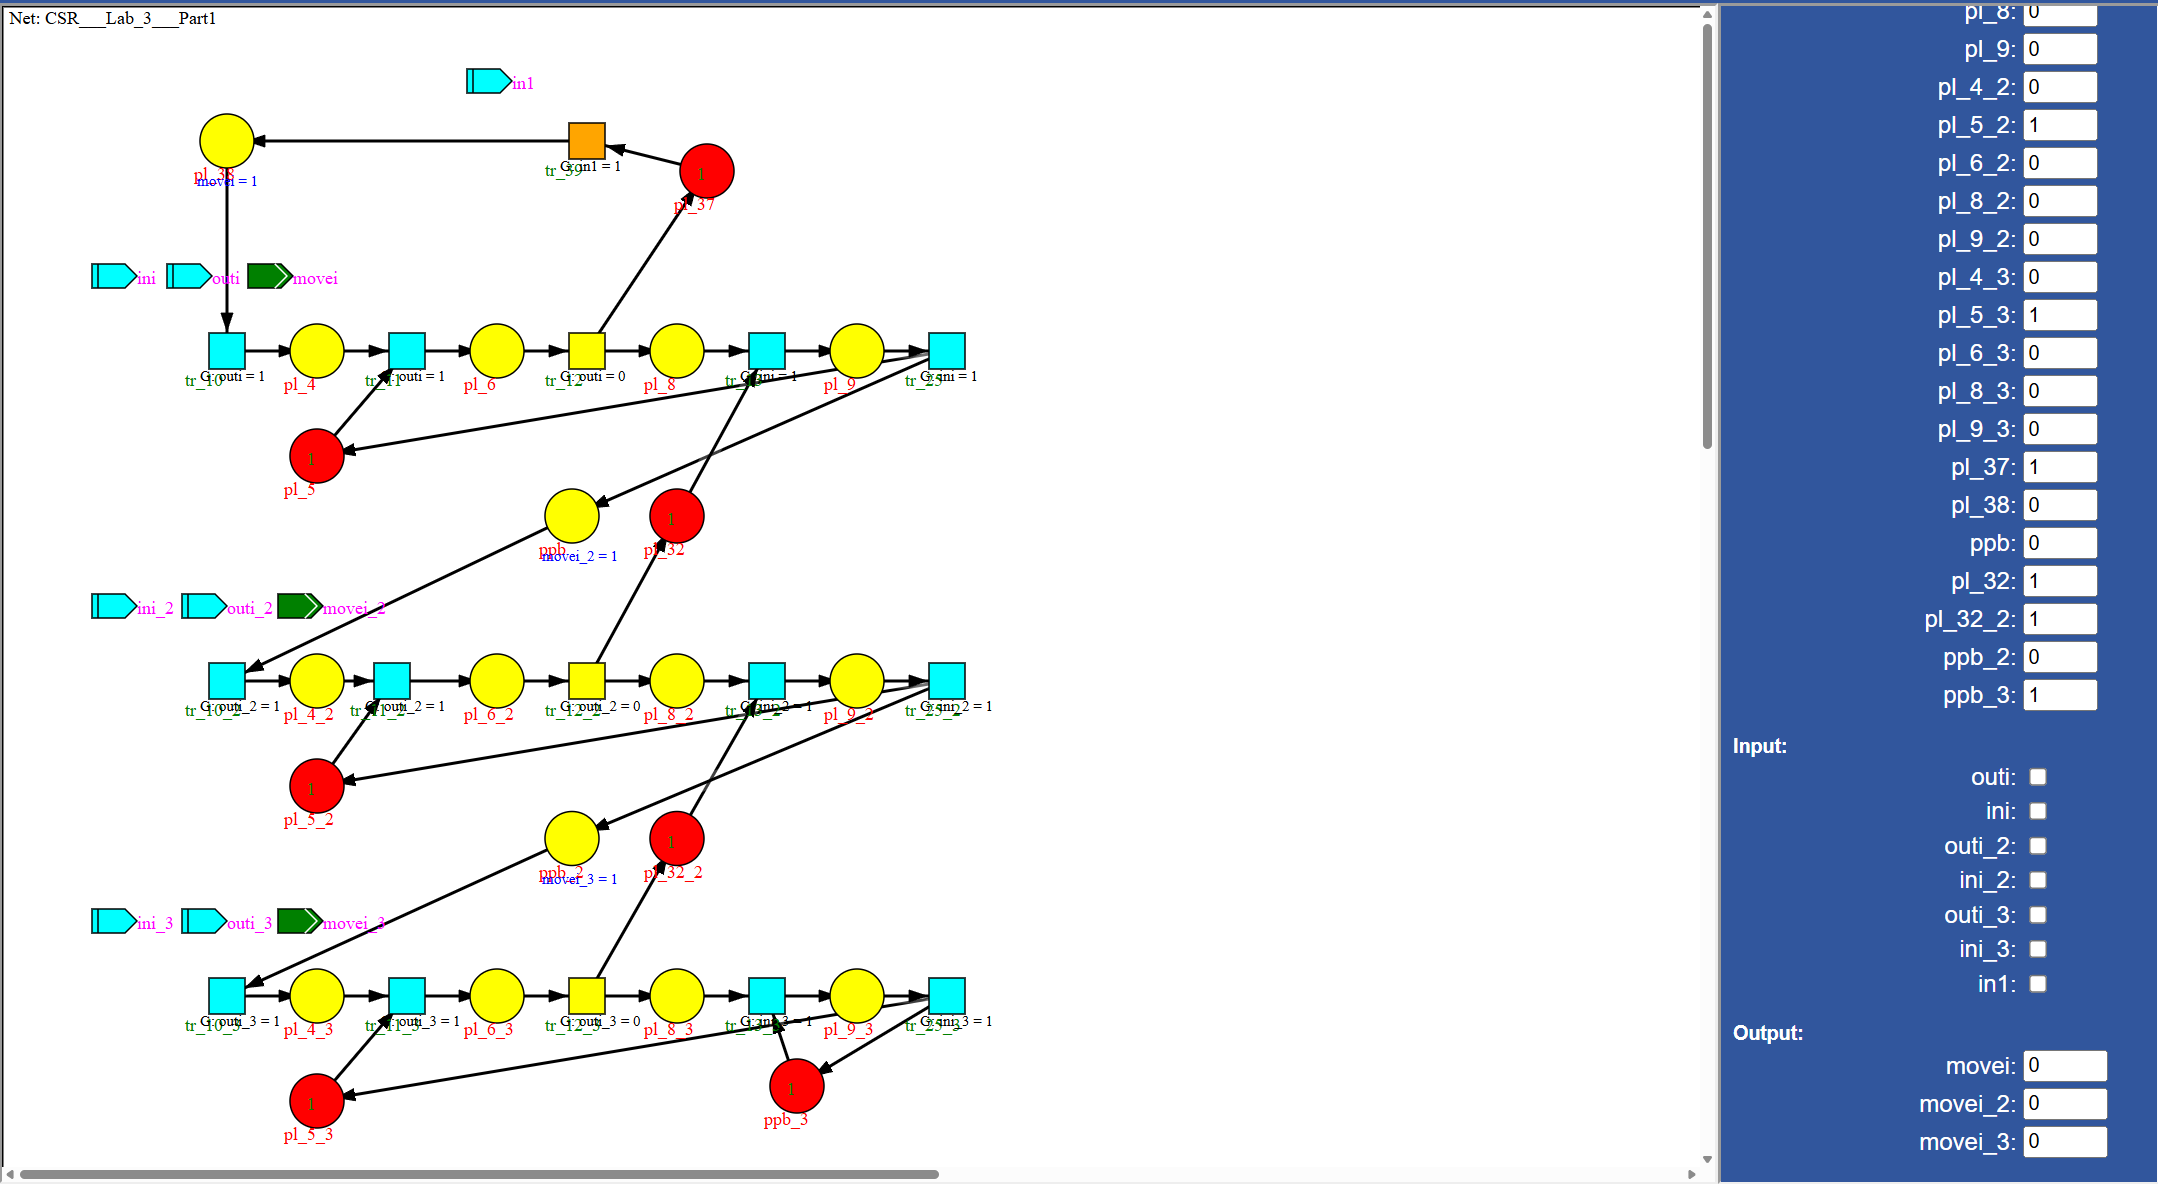 Net: CSR___Lab_3___Part1
in1
pl_38
movei = 1
tr_39
G: in1 = 1
1
pl_37
ini
outi
movei
tr_10
G: outi = 1
pl_4
G: outi = 1
pl_6
tr_12
G: outi = 0
pl_8
G: ini = 1
pl_9
tr_25
G: ini = 1
1
pl_5
ppb
movei_2 = 1
1
pl_32
ini_2
outi_2
movei_2
tr_10_2
G: outi_2 = 1
pl_4_2
tr_11_2
G: outi_2 = 1
pl_6_2
tr_12_2
G: outi_2 = 0
pl_8_2
G: ini_2 = 1
pl_9_2
tr_25_2
G: ini_2 = 1
1
pl_5_2
ppb_2
movei_3 = 1
1
pl_32_2
ini_3
outi_3
movei_3
tr_10_3
G: outi_3 = 1
pl_4_3
tr_11_3
G: outi_3 = 1
pl_6_3
tr_12_3
G: outi_3 = 0
pl_8_3
G: ini_3 = 1
pl_9_3
tr_25_3
G: ini_3 = 1
1
pl_5_3
1
ppb_3
pl_8: 0
pl_9: 0
pl_4_2: 0
pl_5_2: 1
pl_6_2: 0
pl_8_2: 0
pl_9_2: 0
pl_4_3: 0
pl_5_3: 1
pl_6_3: 0
pl_8_3: 0
pl_9_3: 0
pl_37: 1
pl_38: 0
ppb: 0
pl_32: 1
pl_32_2: 1
ppb_2: 0
ppb_3: 1
Input:
outi:
ini:
outi_2:
ini_2:
outi_3:
ini_3:
in1:
Output:
movei: 0
movei_2: 0
movei_3: 0